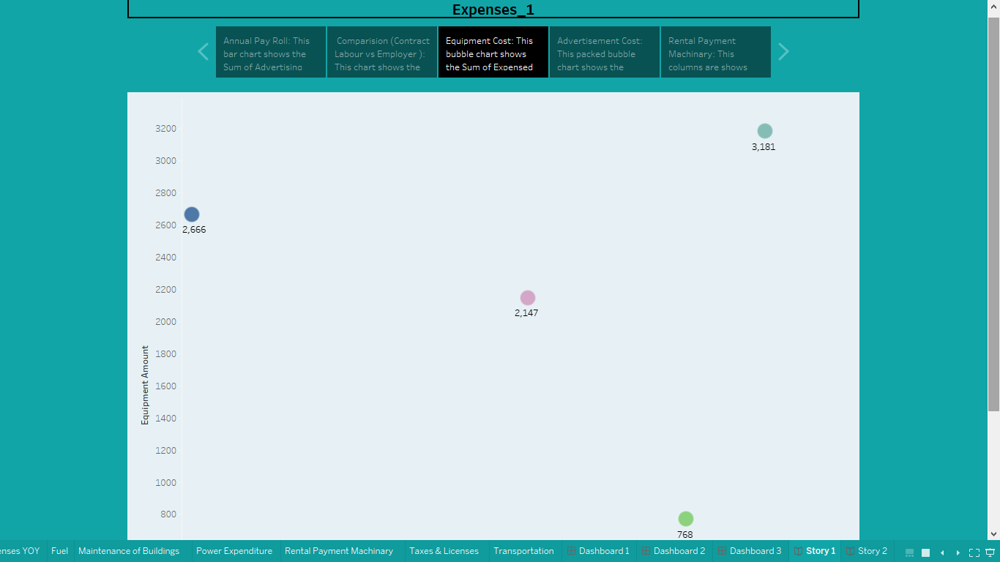 Expenses_1
Annual Pay Roll: This
bar chart shows the
Sum of Advertising
Comparision (Contract
Labour vs Employer ):
This chart shows the
Equipment Cost: This
bubble chart shows
the Sum of Expensed
Advertisement Cost:
This packed bubble
chart shows the
Rental Payment
Machinary: This
columns are shows
3200
3000
2800
2600
2400
2200
2000
1800
1600
1400
1200
1000
800
Equipment Amount
3,181
2,666
2,147
768
enses YOY
Fuel
Maintenance of Buildings
Power Expenditure
Rental Payment Machinary
Taxes & Licenses
Transportation
Dashboard 1
Dashboard 2
Dashboard 3
Story 1
Story 2